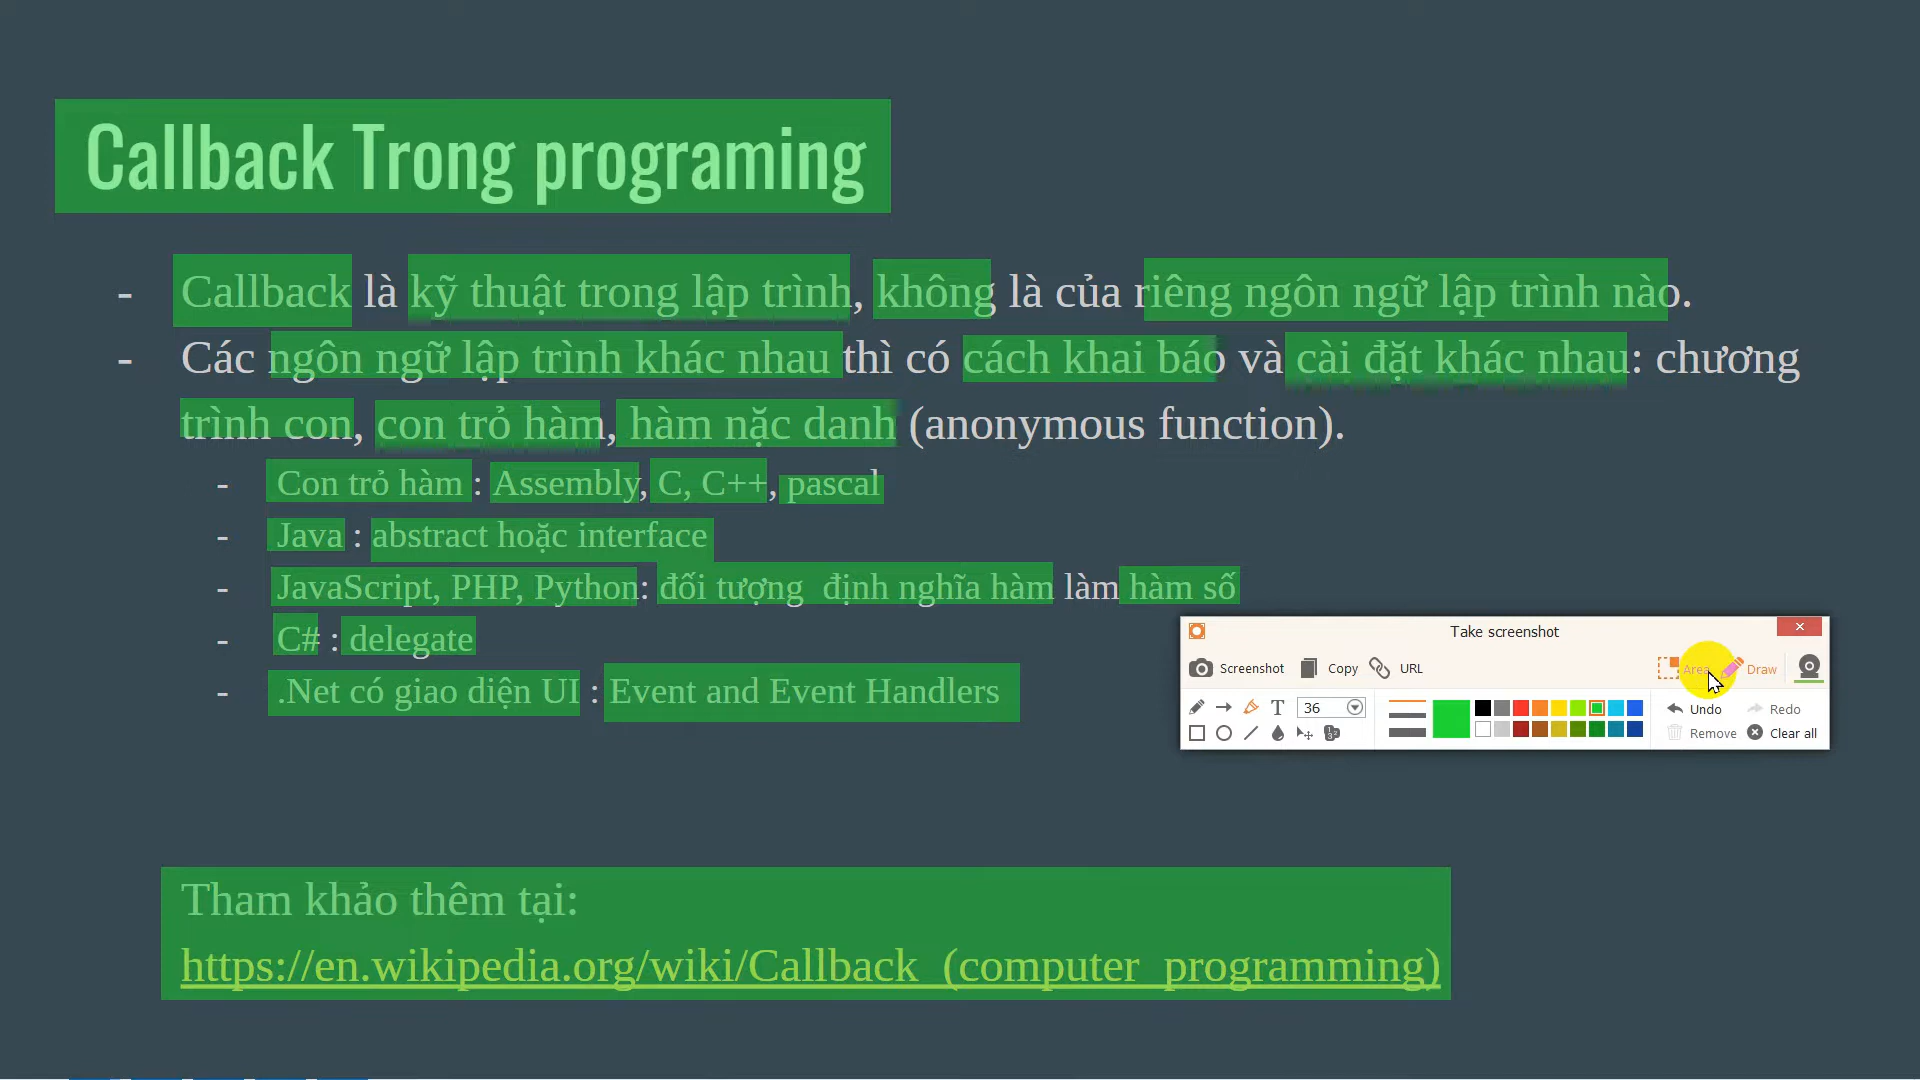 Callback Trong programing
- Callback là kỹ thuật trong lập trình, không là của riêng ngôn ngữ lập trình nào.
- Các ngôn ngữ lập trình khác nhau thì có cách khai báo và cài đặt khác nhau: chương
trình con, con trỏ hàm, hàm nặc danh (anonymous function).
- Con trỏ hàm : Assembly, C, C++, pascal
- Java : abstract hoặc interface
- JavaScript, PHP, Python: đối tượng định nghĩa hàm làm hàm số
- C# : delegate
- .Net có giao diện UI : Event and Event Handlers
Take screenshot
Screenshot Copy URL Area Draw
T 36 Undo Redo
Remove Clear all
Tham khảo thêm tại:
https://en.wikipedia.org/wiki/Callback_(computer_programming)